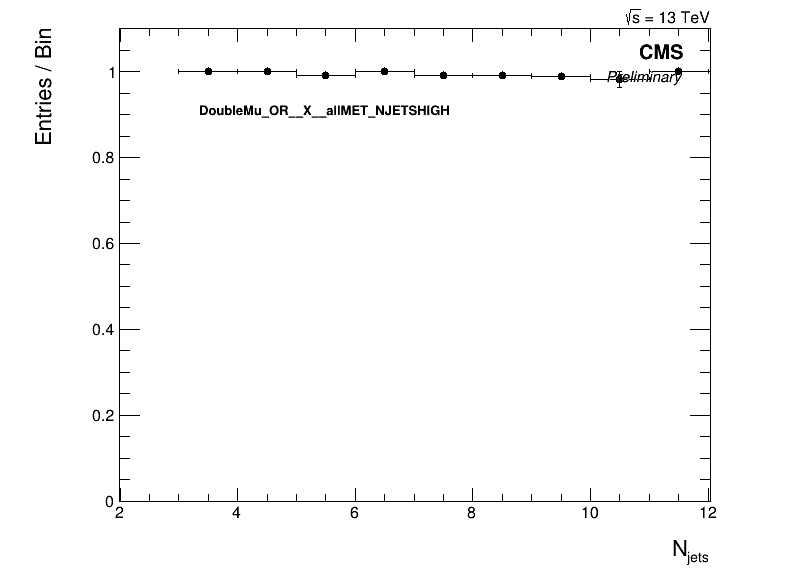 √s = 13 TeV
Entries / Bin
CMS
Preliminary
DoubleMu_OR__X__allMET_NJETSHIGH
1
0.8
0.6
0.4
0.2
0
2 4 6 8 10 12
N_jets